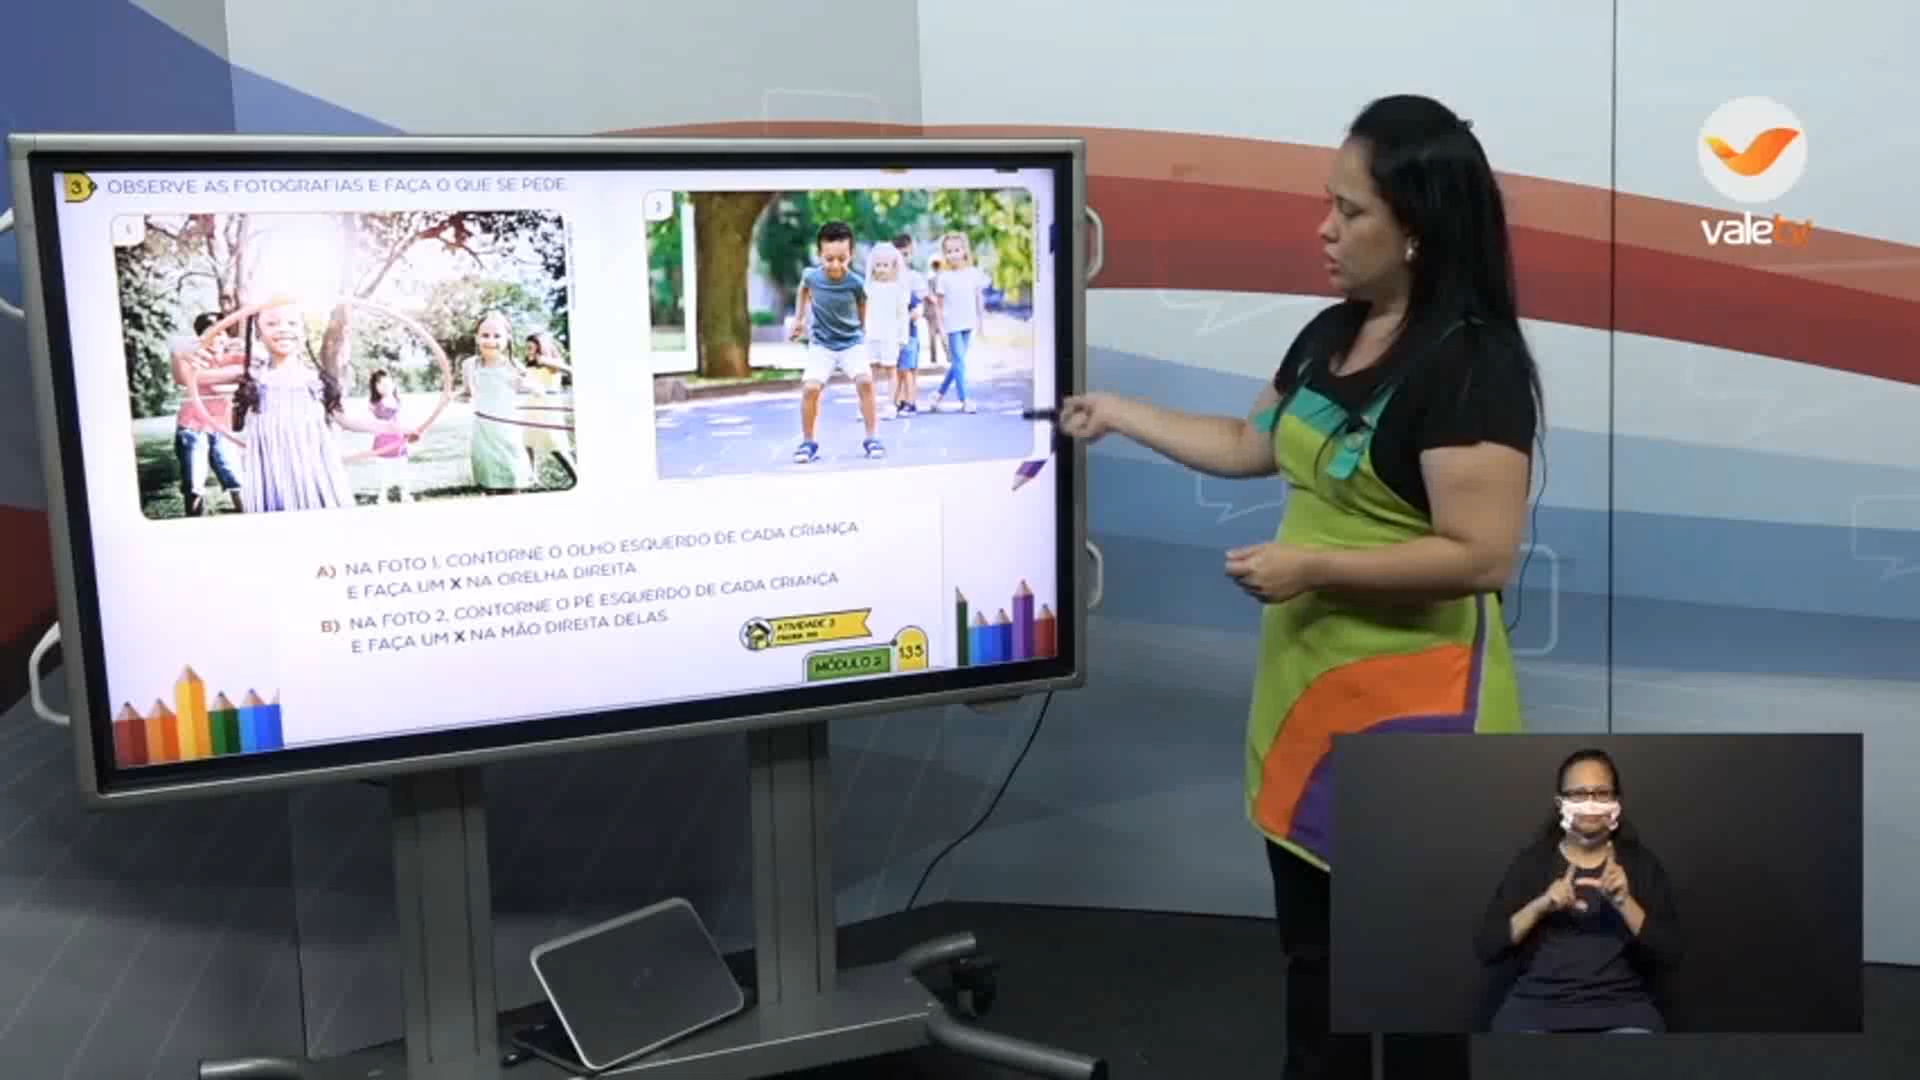 3 OBSERVE AS FOTOGRAFIAS E FAÇA O QUE SE PEDE.
1
2
A) NA FOTO 1, CONTORNE O OLHO ESQUERDO DE CADA CRIANÇA
E FAÇA UM X NA ORELHA DIREITA.
B) NA FOTO 2, CONTORNE O PÉ ESQUERDO DE CADA CRIANÇA
E FAÇA UM X NA MÃO DIREITA DELAS.
ATIVIDADE 3
MÓDULO 2
135
valetv